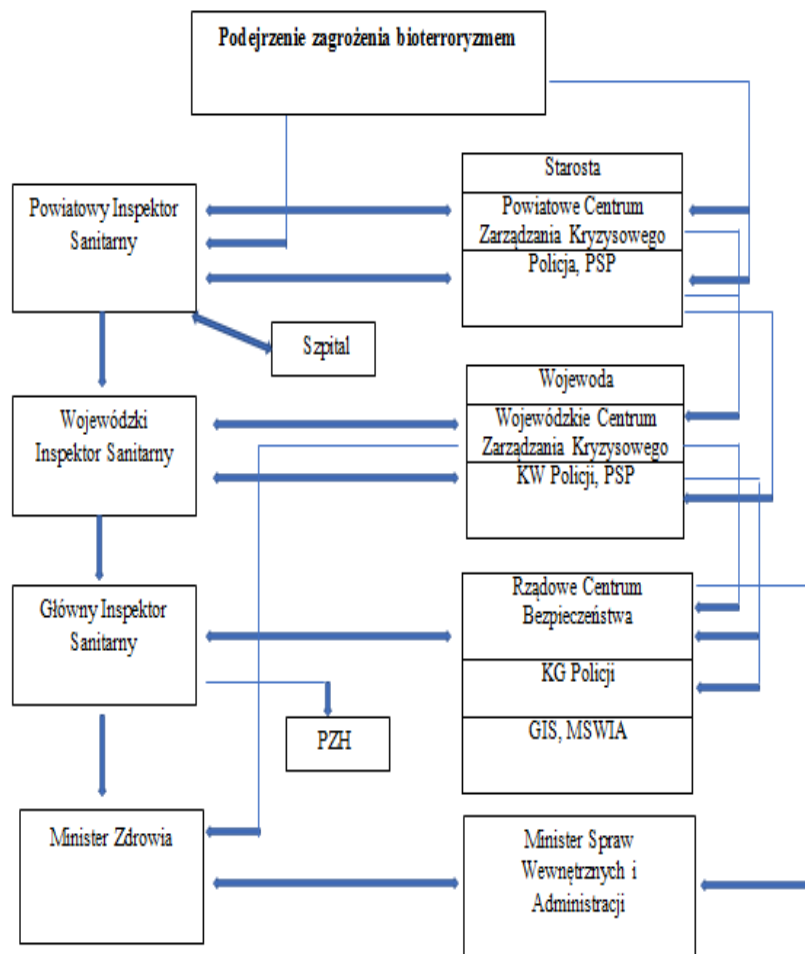 Podejrzenie zagrożenia bioterroryzmem
Starosta
Powiatowy Inspektor
Sanitarny
Powiatowe Centrum
Zarządzania Kryzysowego
Policja, PSP
Szpital
Wojewoda
Wojewódzki
Inspektor Sanitarny
Wojewódzkie Centrum
Zarządzania Kryzysowego
KW Policji, PSP
Główny Inspektor
Sanitarny
Rządowe Centrum
Bezpieczeństwa
KG Policji
GIS, MSWIA
PZH
Minister Zdrowia
Minister Spraw
Wewnętrznych i
Administracji